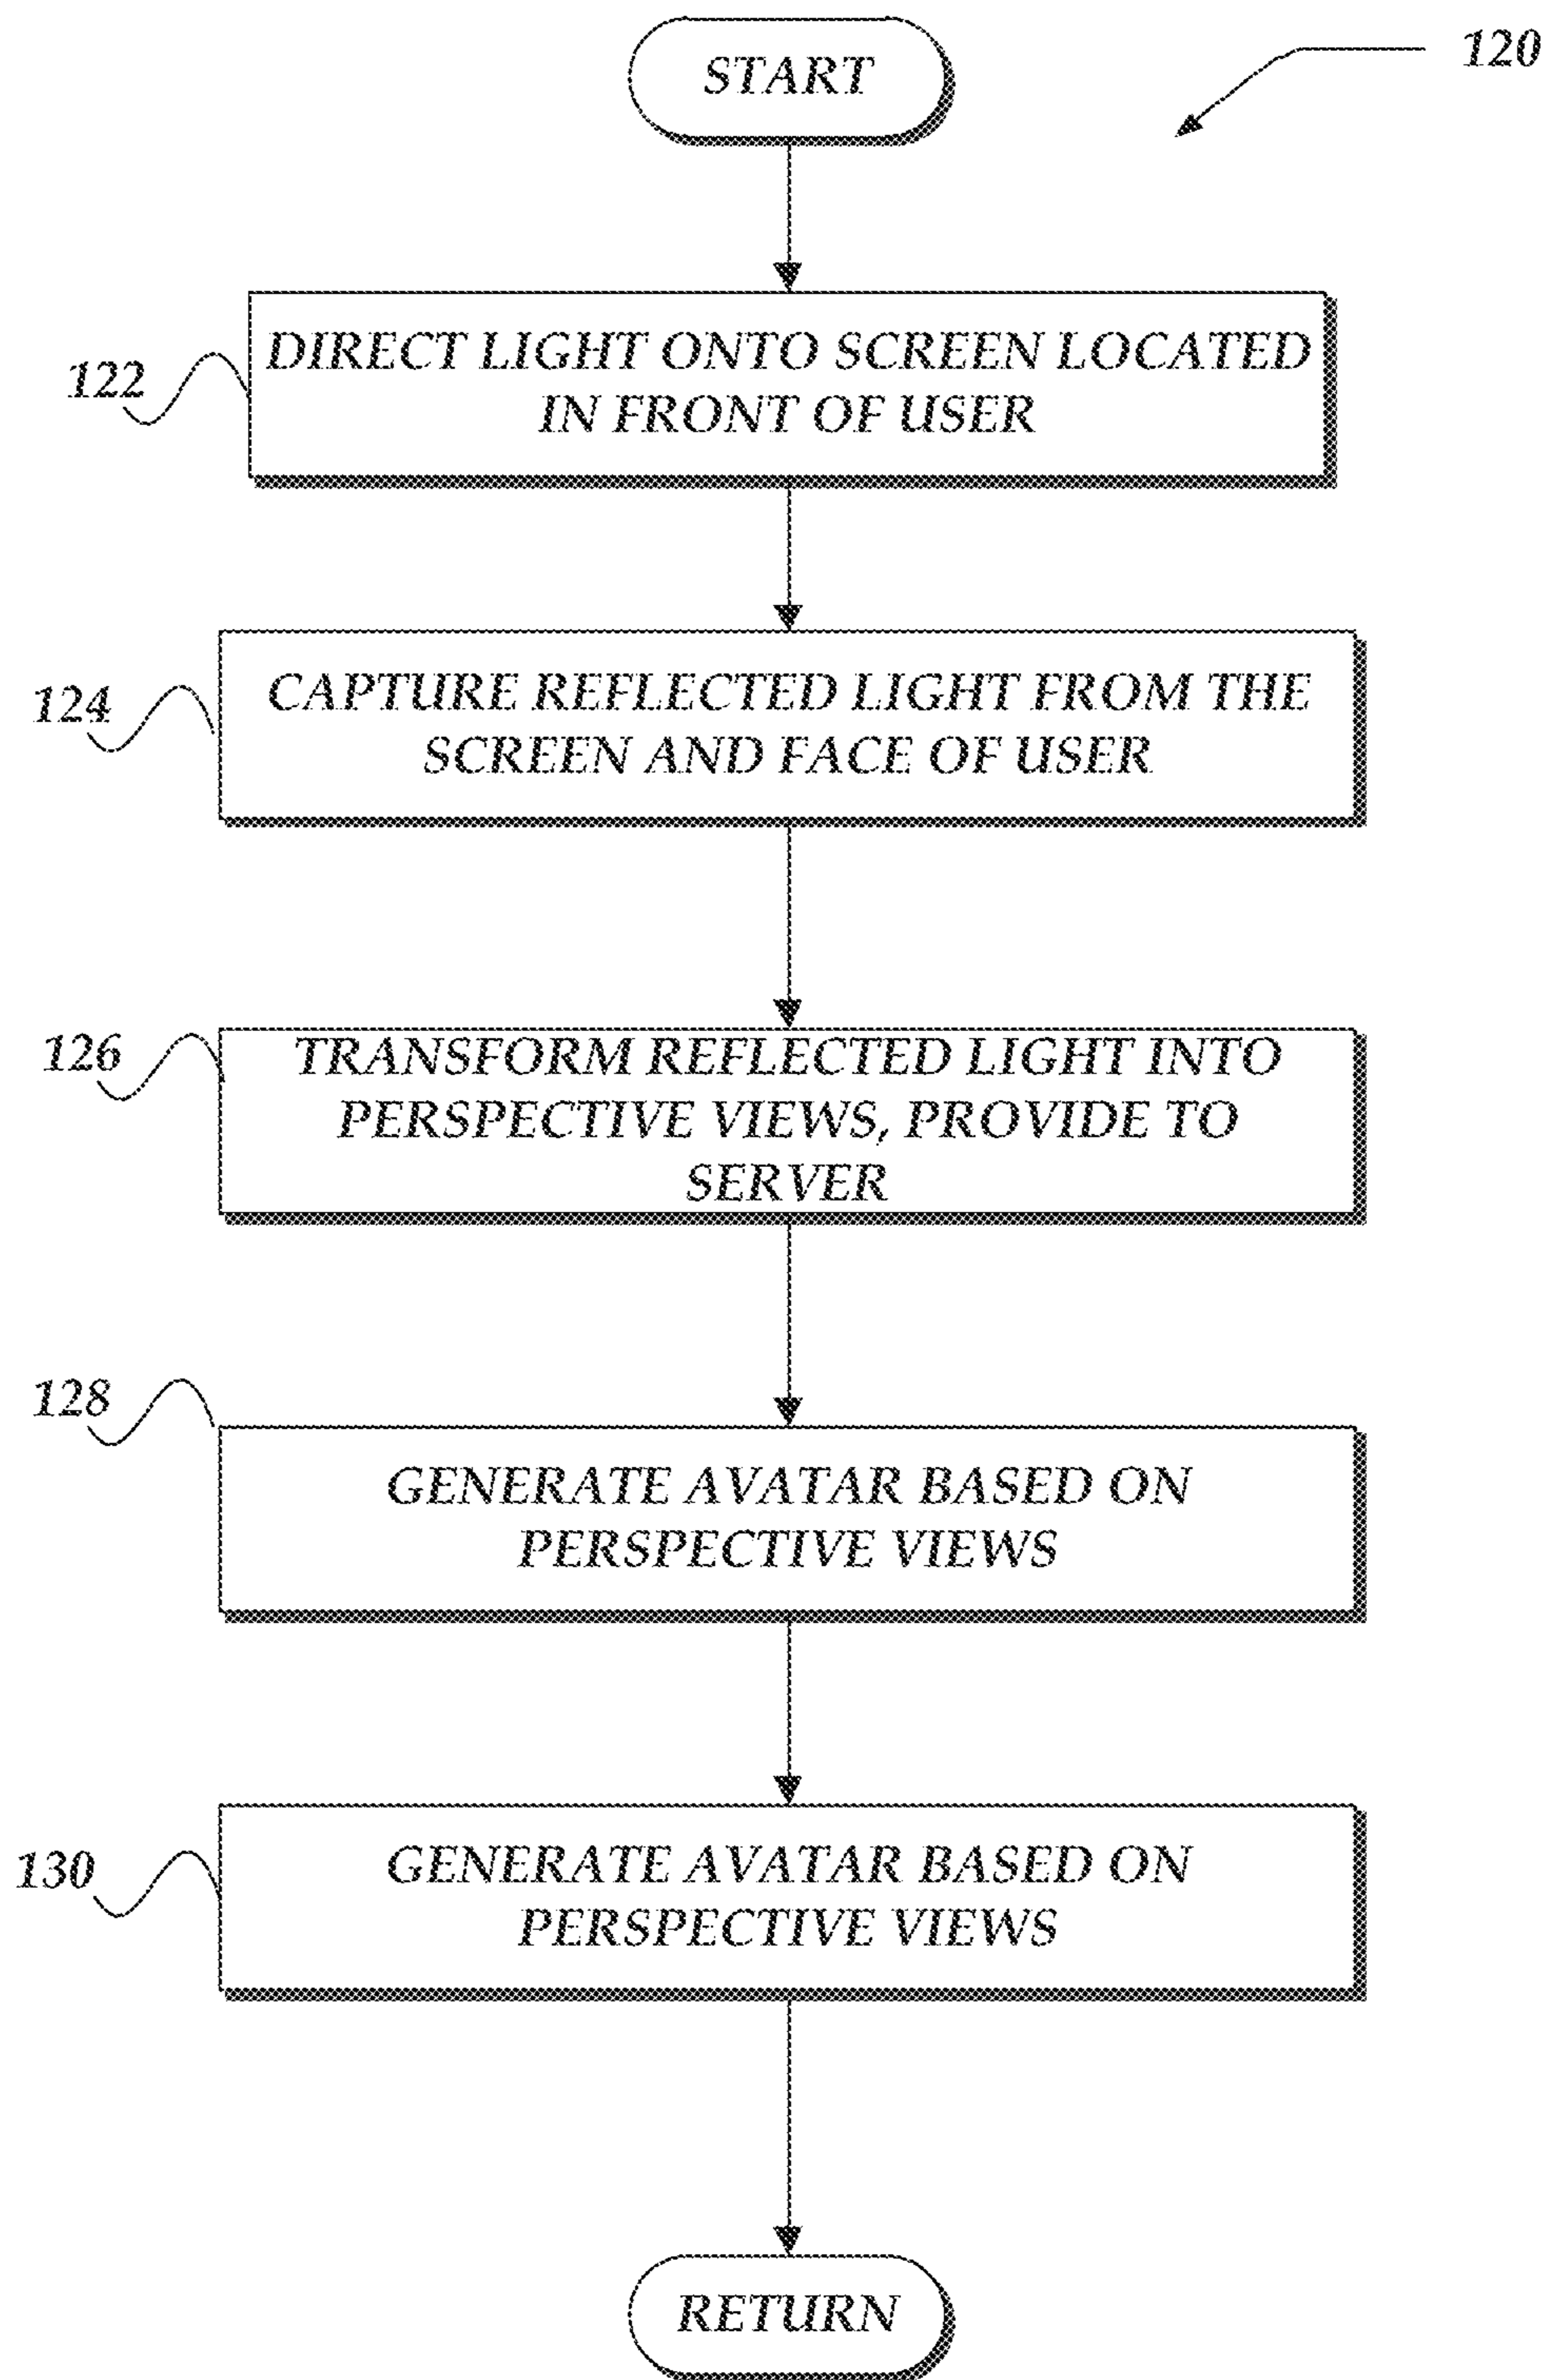 START
120
122
DIRECT LIGHT ONTO SCREEN LOCATED
IN FRONT OF USER
124
CAPTURE REFLECTED LIGHT FROM THE
SCREEN AND FACE OF USER
126
TRANSFORM REFLECTED LIGHT INTO
PERSPECTIVE VIEWS, PROVIDE TO
SERVER
128
GENERATE AVATAR BASED ON
PERSPECTIVE VIEWS
130
GENERATE AVATAR BASED ON
PERSPECTIVE VIEWS
RETURN